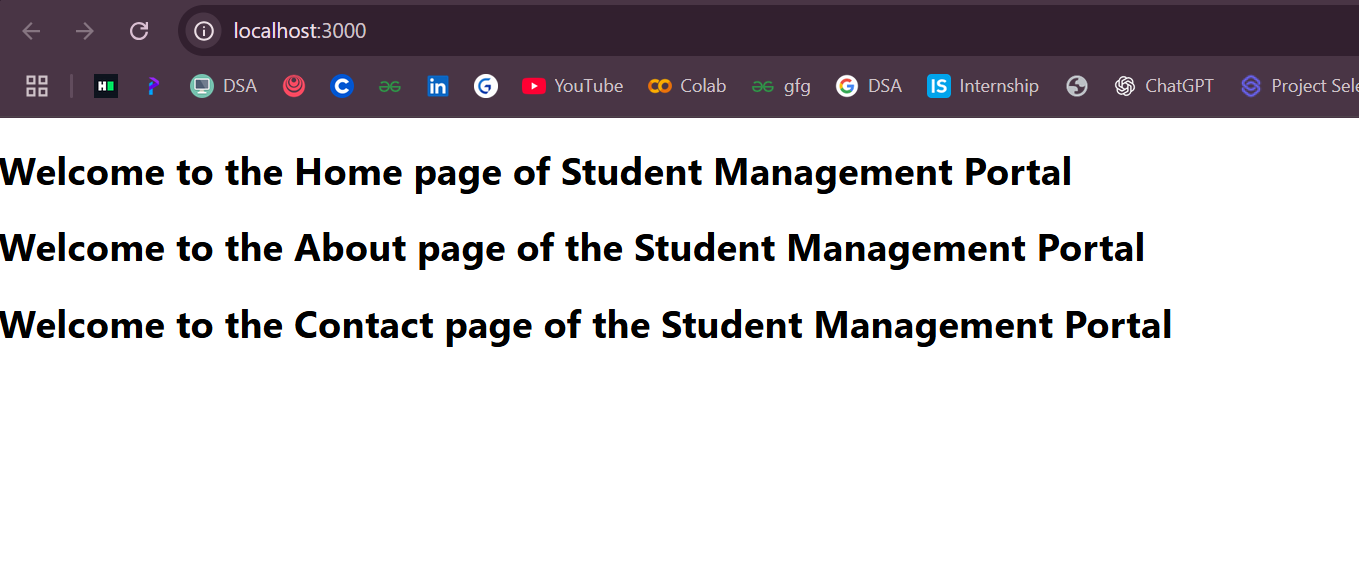 localhost:3000
H DSA C in G YouTube Colab gfg G DSA IS Internship ChatGPT Project Sele
Welcome to the Home page of Student Management Portal
Welcome to the About page of the Student Management Portal
Welcome to the Contact page of the Student Management Portal